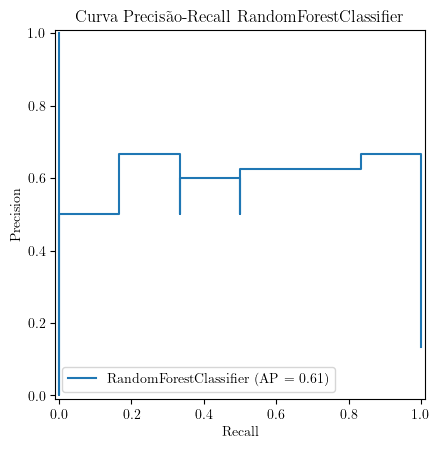 Curva Precisão-Recall RandomForestClassifier
1.0
0.8
0.6
0.4
0.2
0.0
Precision
RandomForestClassifier (AP = 0.61)
0.0 0.2 0.4 0.6 0.8 1.0
Recall